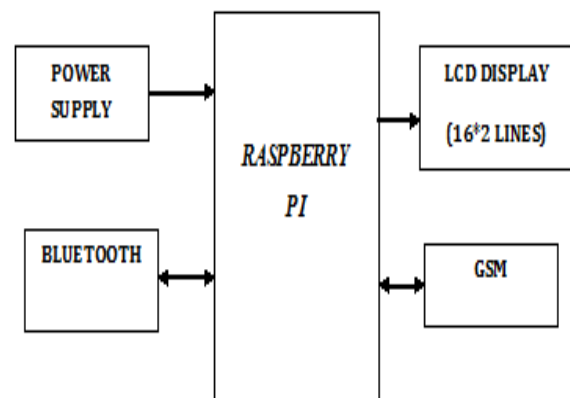 POWER
SUPPLY
BLUETOOTH
RASPBERRY
PI
LCD DISPLAY
(16*2 LINES)
GSM